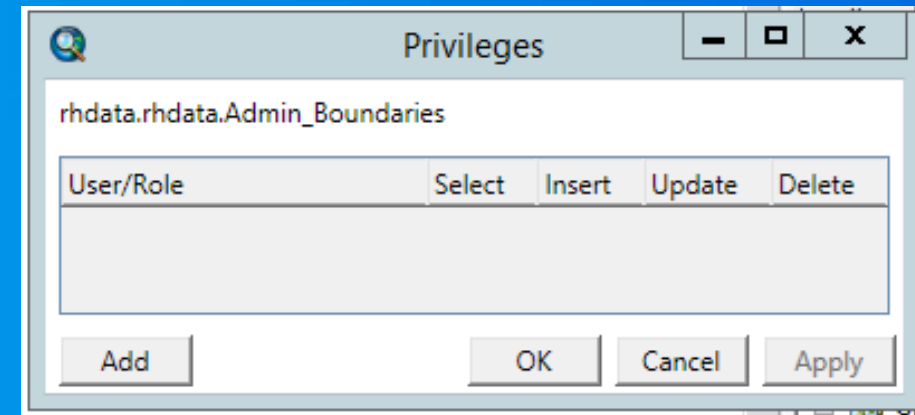 Privileges
rhdata.rhdata.Admin_Boundaries
User/Role Select Insert Update Delete
Add OK Cancel Apply